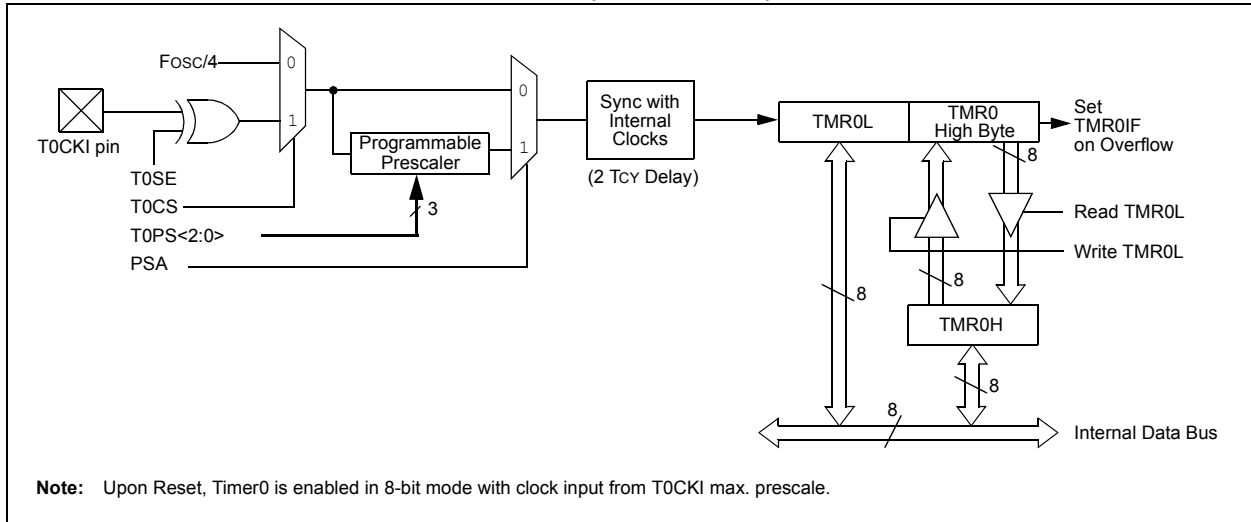 FOSC/4
0
1
T0CKI pin
T0SE
T0CS
T0PS<2:0>
PSA
Programmable
Prescaler
3
0
1
Sync with
Internal
Clocks
(2 TCY Delay)
TMR0L
TMR0
High Byte
Set
TMR0IF
on Overflow
8
Read TMR0L
Write TMR0L
8
8
TMR0H
8
8
Internal Data Bus
Note: Upon Reset, Timer0 is enabled in 8-bit mode with clock input from T0CKI max. prescale.